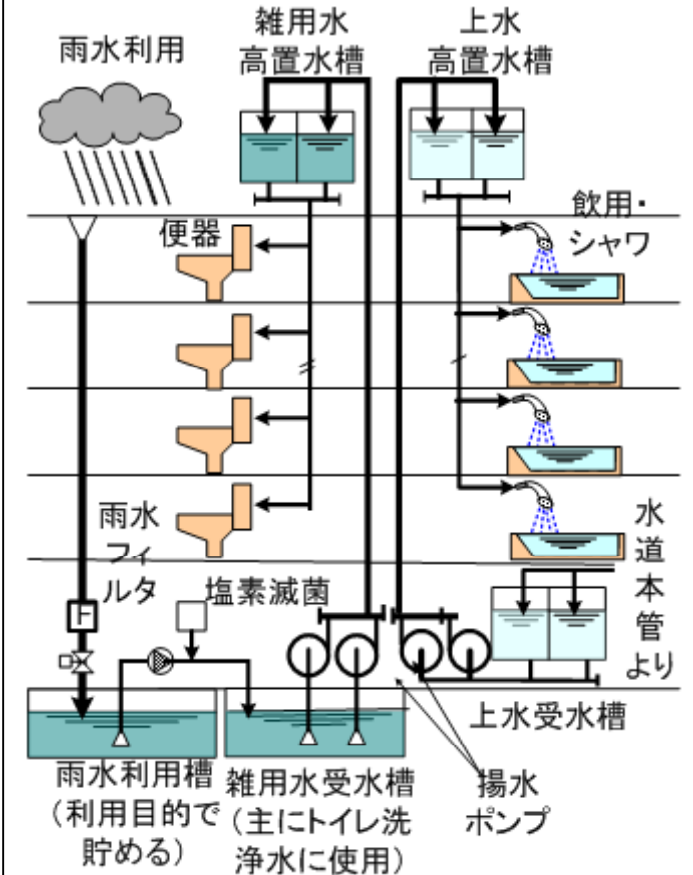 雨水利用
雑用水
高置水槽
上水
高置水槽
便器
飲用・
シャワ
雨水
フィ
ルタ
F
塩素滅菌
水
道
本
管
より
上水受水槽
雨水利用槽
(利用目的で
貯める)
雑用水受水槽
(主にトイレ洗
浄水に使用)
揚水
ポンプ